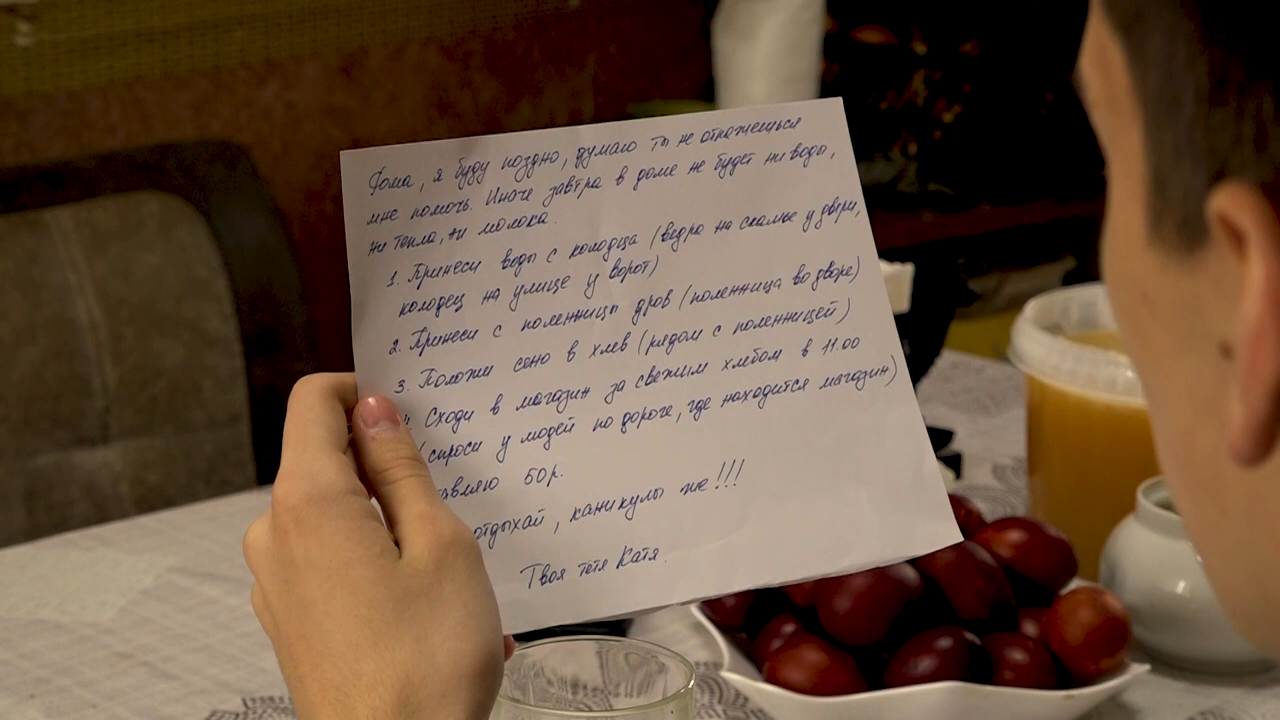 Рома, я буду поздно, думаю ты не откажешься
мне помочь. Иначе завтра в доме не будет ни воды,
ни тепла, ни молока.
1. Принеси воды с колодца (ведра на скамье у двери,
колодец на улице у ворот)
2. Принеси с поленницы дров (поленница во дворе)
3. Положи сено в хлев (рядом с поленницей)
Сходи в магазин за свежим хлебом в 11.00
(спроси у людей по дороге, где находится магазин)
50р.
отдыхай, каникулы же!!!
Твоя тётя Катя.